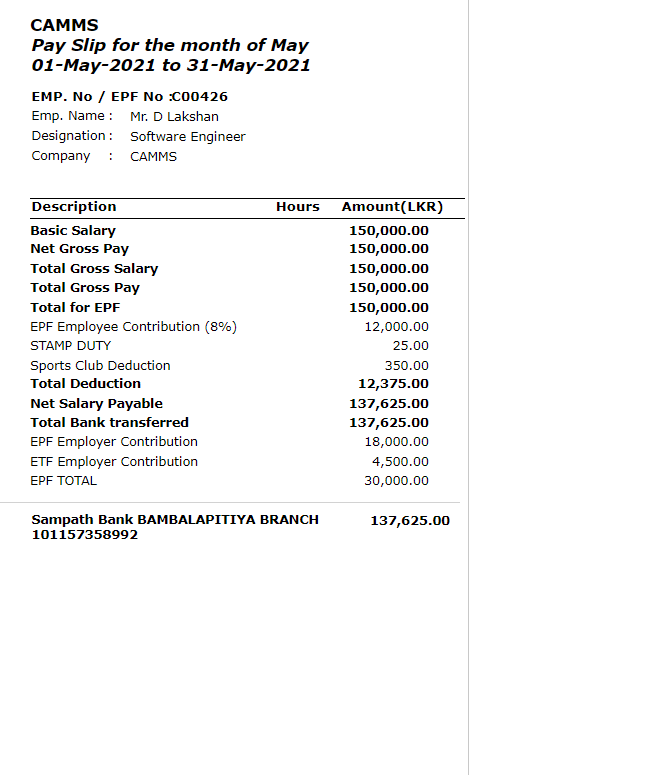 CAMMS
Pay Slip for the month of May
01-May-2021 to 31-May-2021
EMP. No / EPF No :C00426
Emp. Name : Mr. D Lakshan
Designation : Software Engineer
Company : CAMMS
Description Hours Amount(LKR)
Basic Salary 150,000.00
Net Gross Pay 150,000.00
Total Gross Salary 150,000.00
Total Gross Pay 150,000.00
Total for EPF 150,000.00
EPF Employee Contribution (8%) 12,000.00
STAMP DUTY 25.00
Sports Club Deduction 350.00
Total Deduction 12,375.00
Net Salary Payable 137,625.00
Total Bank transferred 137,625.00
EPF Employer Contribution 18,000.00
ETF Employer Contribution 4,500.00
EPF TOTAL 30,000.00
Sampath Bank BAMBALAPITIYA BRANCH 137,625.00
101157358992